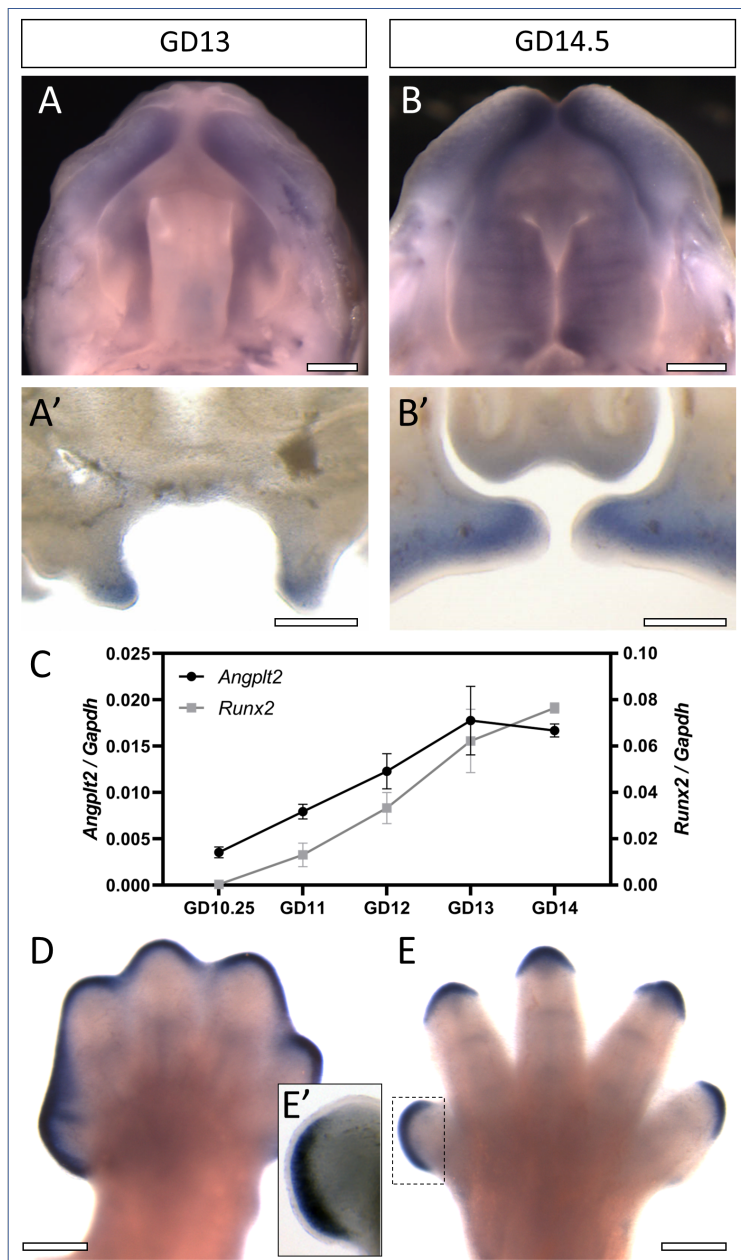 GD13
GD14.5
A
B
A’
B’
C
Angplt2
Runx2
Angplt2 / Gapdh
0.025
0.020
0.015
0.010
0.005
0.000
Runx2 / Gapdh
0.10
0.08
0.06
0.04
0.02
0.00
GD10.25 GD11 GD12 GD13 GD14
D
E
E’